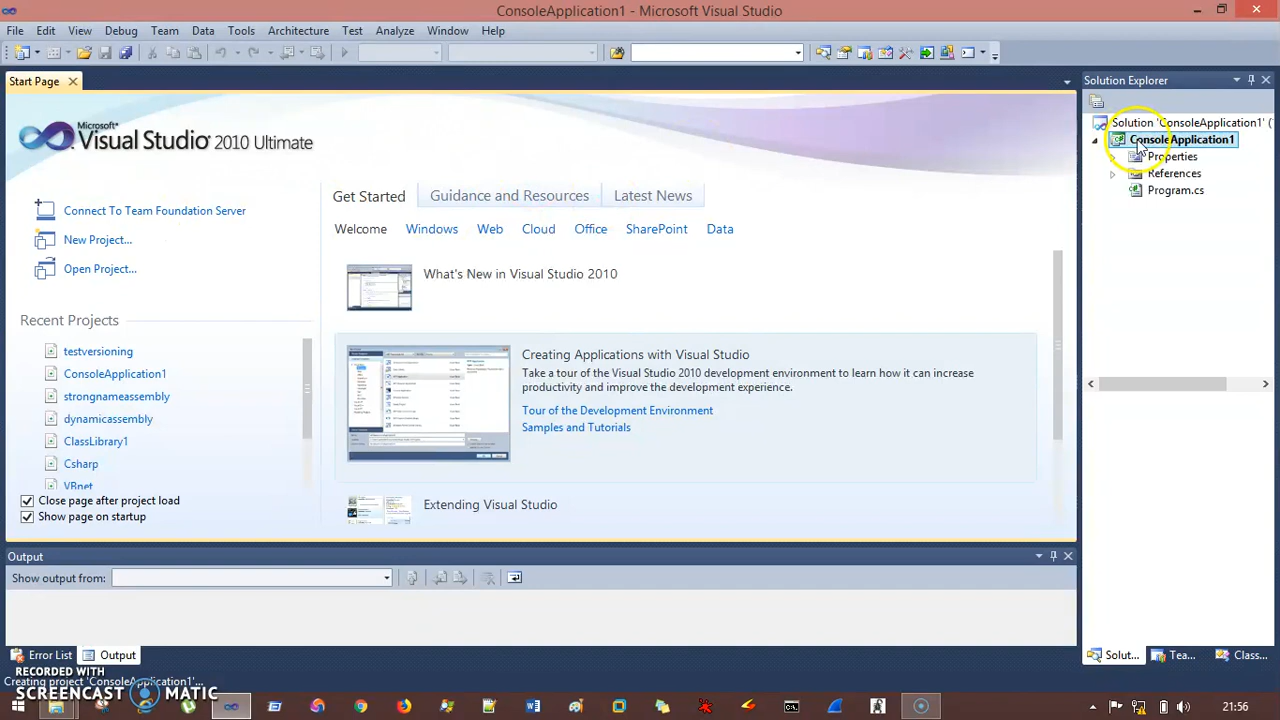 ConsoleApplication1 - Microsoft Visual Studio
File Edit View Debug Team Data Tools Architecture Test Analyze Window Help
Start Page
Solution Explorer
Microsoft®
Visual Studio® 2010 Ultimate
Solution 'ConsoleApplication1' (
ConsoleApplication1
Properties
References
Program.cs
Connect To Team Foundation Server
New Project...
Open Project...
Recent Projects
testversioning
ConsoleApplication1
strongnameassembly
dynamicassembly
ClassLibrary1
Csharp
VBnet
Close page after project load
Show page on startup
Get Started Guidance and Resources Latest News
Welcome Windows Web Cloud Office SharePoint Data
What's New in Visual Studio 2010
Creating Applications with Visual Studio
Take a tour of the Visual Studio 2010 development environment to learn how it can increase
productivity and improve the development experience.
Tour of the Development Environment
Samples and Tutorials
Extending Visual Studio
Output
Show output from:
Error List Output
Solut... Tea... Class...
RECORDED WITH
SCREENCAST MATIC
Creating project 'ConsoleApplication1'...
21:56